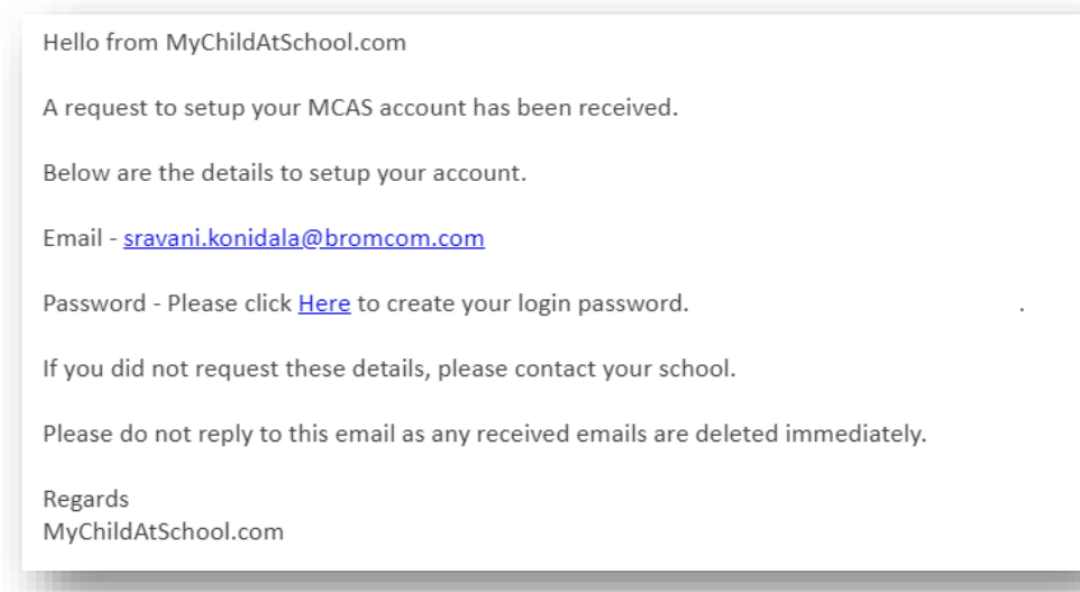 Hello from MyChildAtSchool.com
A request to setup your MCAS account has been received.
Below are the details to setup your account.
Email - sravani.konidala@bromcom.com
Password - Please click Here to create your login password. .
If you did not request these details, please contact your school.
Please do not reply to this email as any received emails are deleted immediately.
Regards
MyChildAtSchool.com